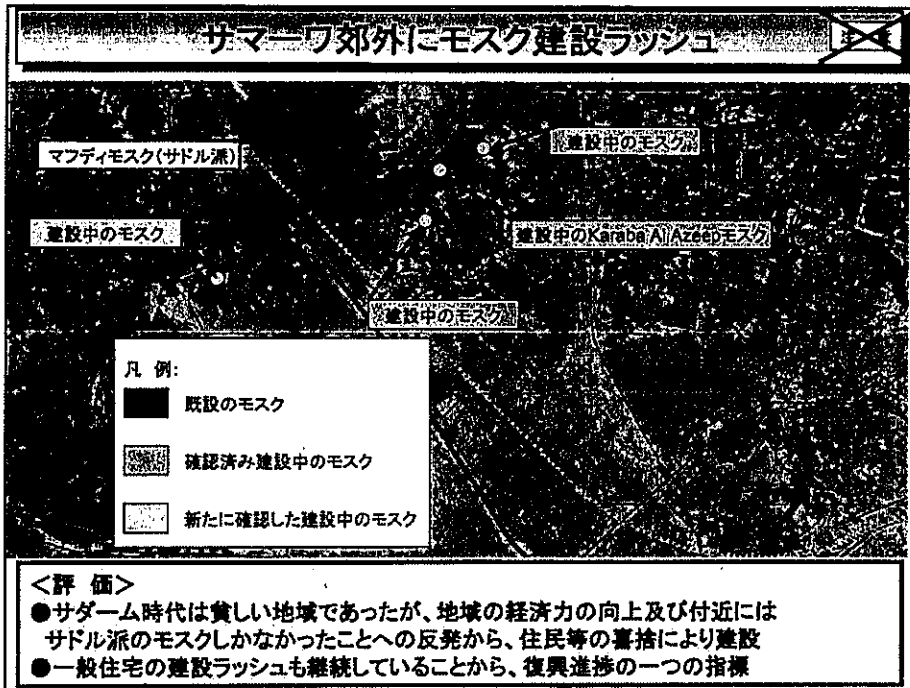 サマーワ郊外にモスク建設ラッシュ
マフディモスク(サドル派)
建設中のモスク
建設中のモスク
建設中のKaraba Al Azeepモスク
建設中のモスク
凡 例:
既設のモスク
確認済み建設中のモスク
新たに確認した建設中のモスク
<評 価>
●サダーム時代は貧しい地域であったが、地域の経済力の向上及び付近には
サドル派のモスクしかなかったことへの反発から、住民等の喜捨により建設
●一般住宅の建設ラッシュも継続していることから、復興進捗の一つの指標